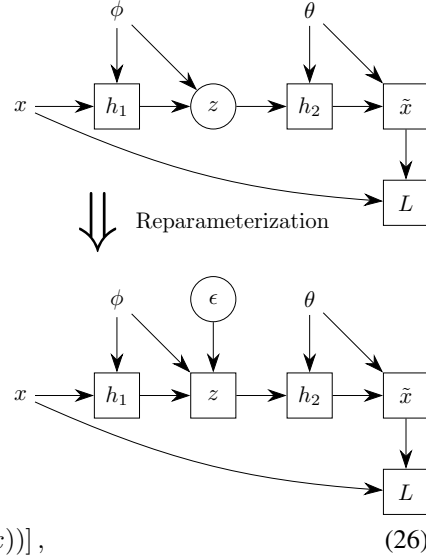 ϕ θ
x h₁ z h₂ x̃
L
Reparameterization
ϕ ϵ θ
x h₁ z h₂ x̃
L
))] , (26)